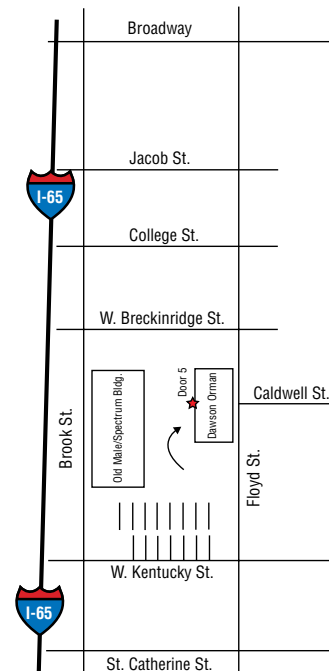 Broadway
Jacob St.
I-65
College St.
W. Breckinridge St.
Old Male/Spectrum Bldg.
Door 5
Dawson Orman
Caldwell St.
Brook St.
Floyd St.
W. Kentucky St.
I-65
St. Catherine St.